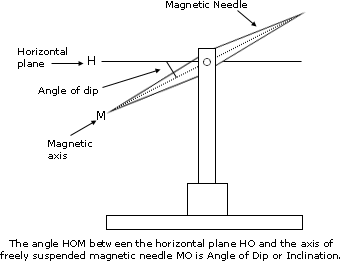 Magnetic Needle
Horizontal
plane
H
Angle of dip
M
Magnetic
axis
The angle HOM between the horizontal plane HO and the axis of
freely suspended magnetic needle MO is Angle of Dip or Inclination.